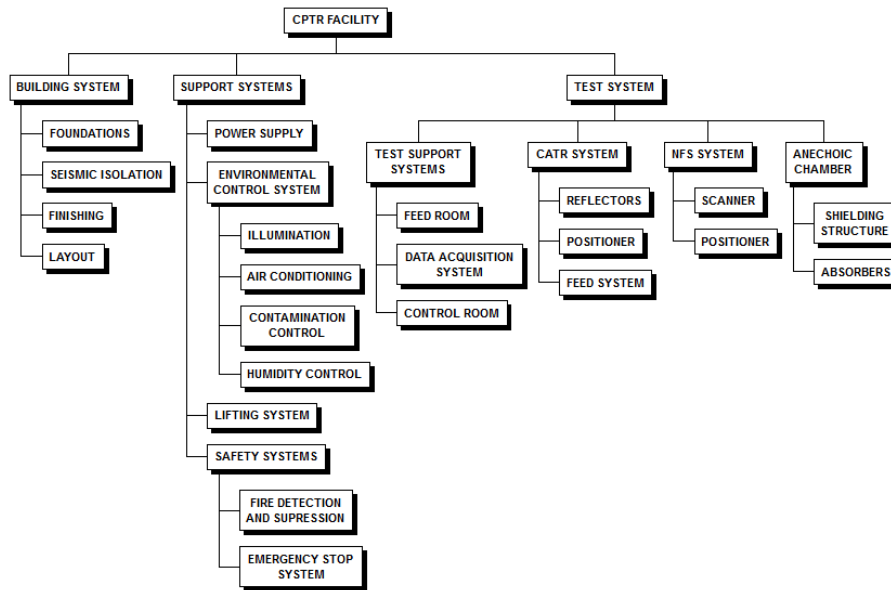 CPTR FACILITY
BUILDING SYSTEM
SUPPORT SYSTEMS
TEST SYSTEM
FOUNDATIONS
SEISMIC ISOLATION
FINISHING
LAYOUT
POWER SUPPLY
ENVIRONMENTAL
CONTROL SYSTEM
ILLUMINATION
AIR CONDITIONING
CONTAMINATION
CONTROL
HUMIDITY CONTROL
LIFTING SYSTEM
SAFETY SYSTEMS
FIRE DETECTION
AND SUPRESSION
EMERGENCY STOP
SYSTEM
TEST SUPPORT
SYSTEMS
FEED ROOM
DATA ACQUISITION
SYSTEM
CONTROL ROOM
CATR SYSTEM
REFLECTORS
POSITIONER
FEED SYSTEM
NFS SYSTEM
SCANNER
POSITIONER
ANECHOIC
CHAMBER
SHIELDING
STRUCTURE
ABSORBERS